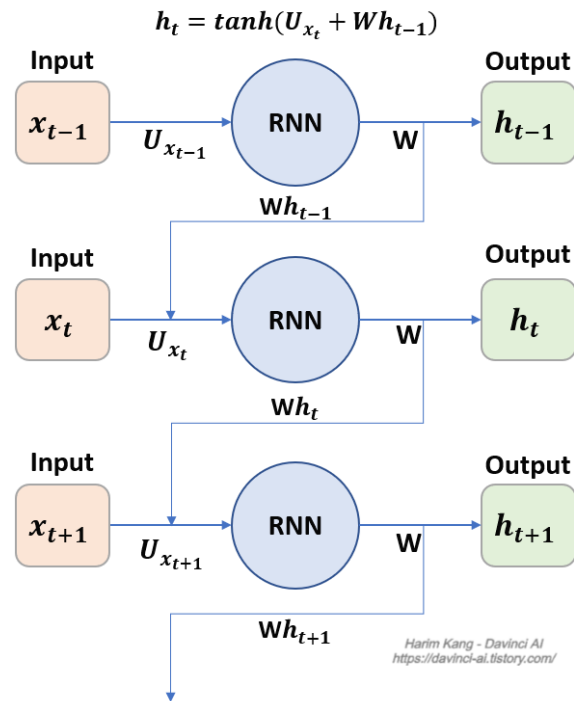 h_t = tanh(U_{x_t} + Wh_{t-1})
Input
Output
x_{t-1}
RNN
h_{t-1}
U_{x_{t-1}}
W
Wh_{t-1}
Input
Output
x_t
RNN
h_t
U_{x_t}
W
Wh_t
Input
Output
x_{t+1}
RNN
h_{t+1}
U_{x_{t+1}}
W
Wh_{t+1}
Harim Kang - Davinci AI
https://davinci-ai.tistory.com/